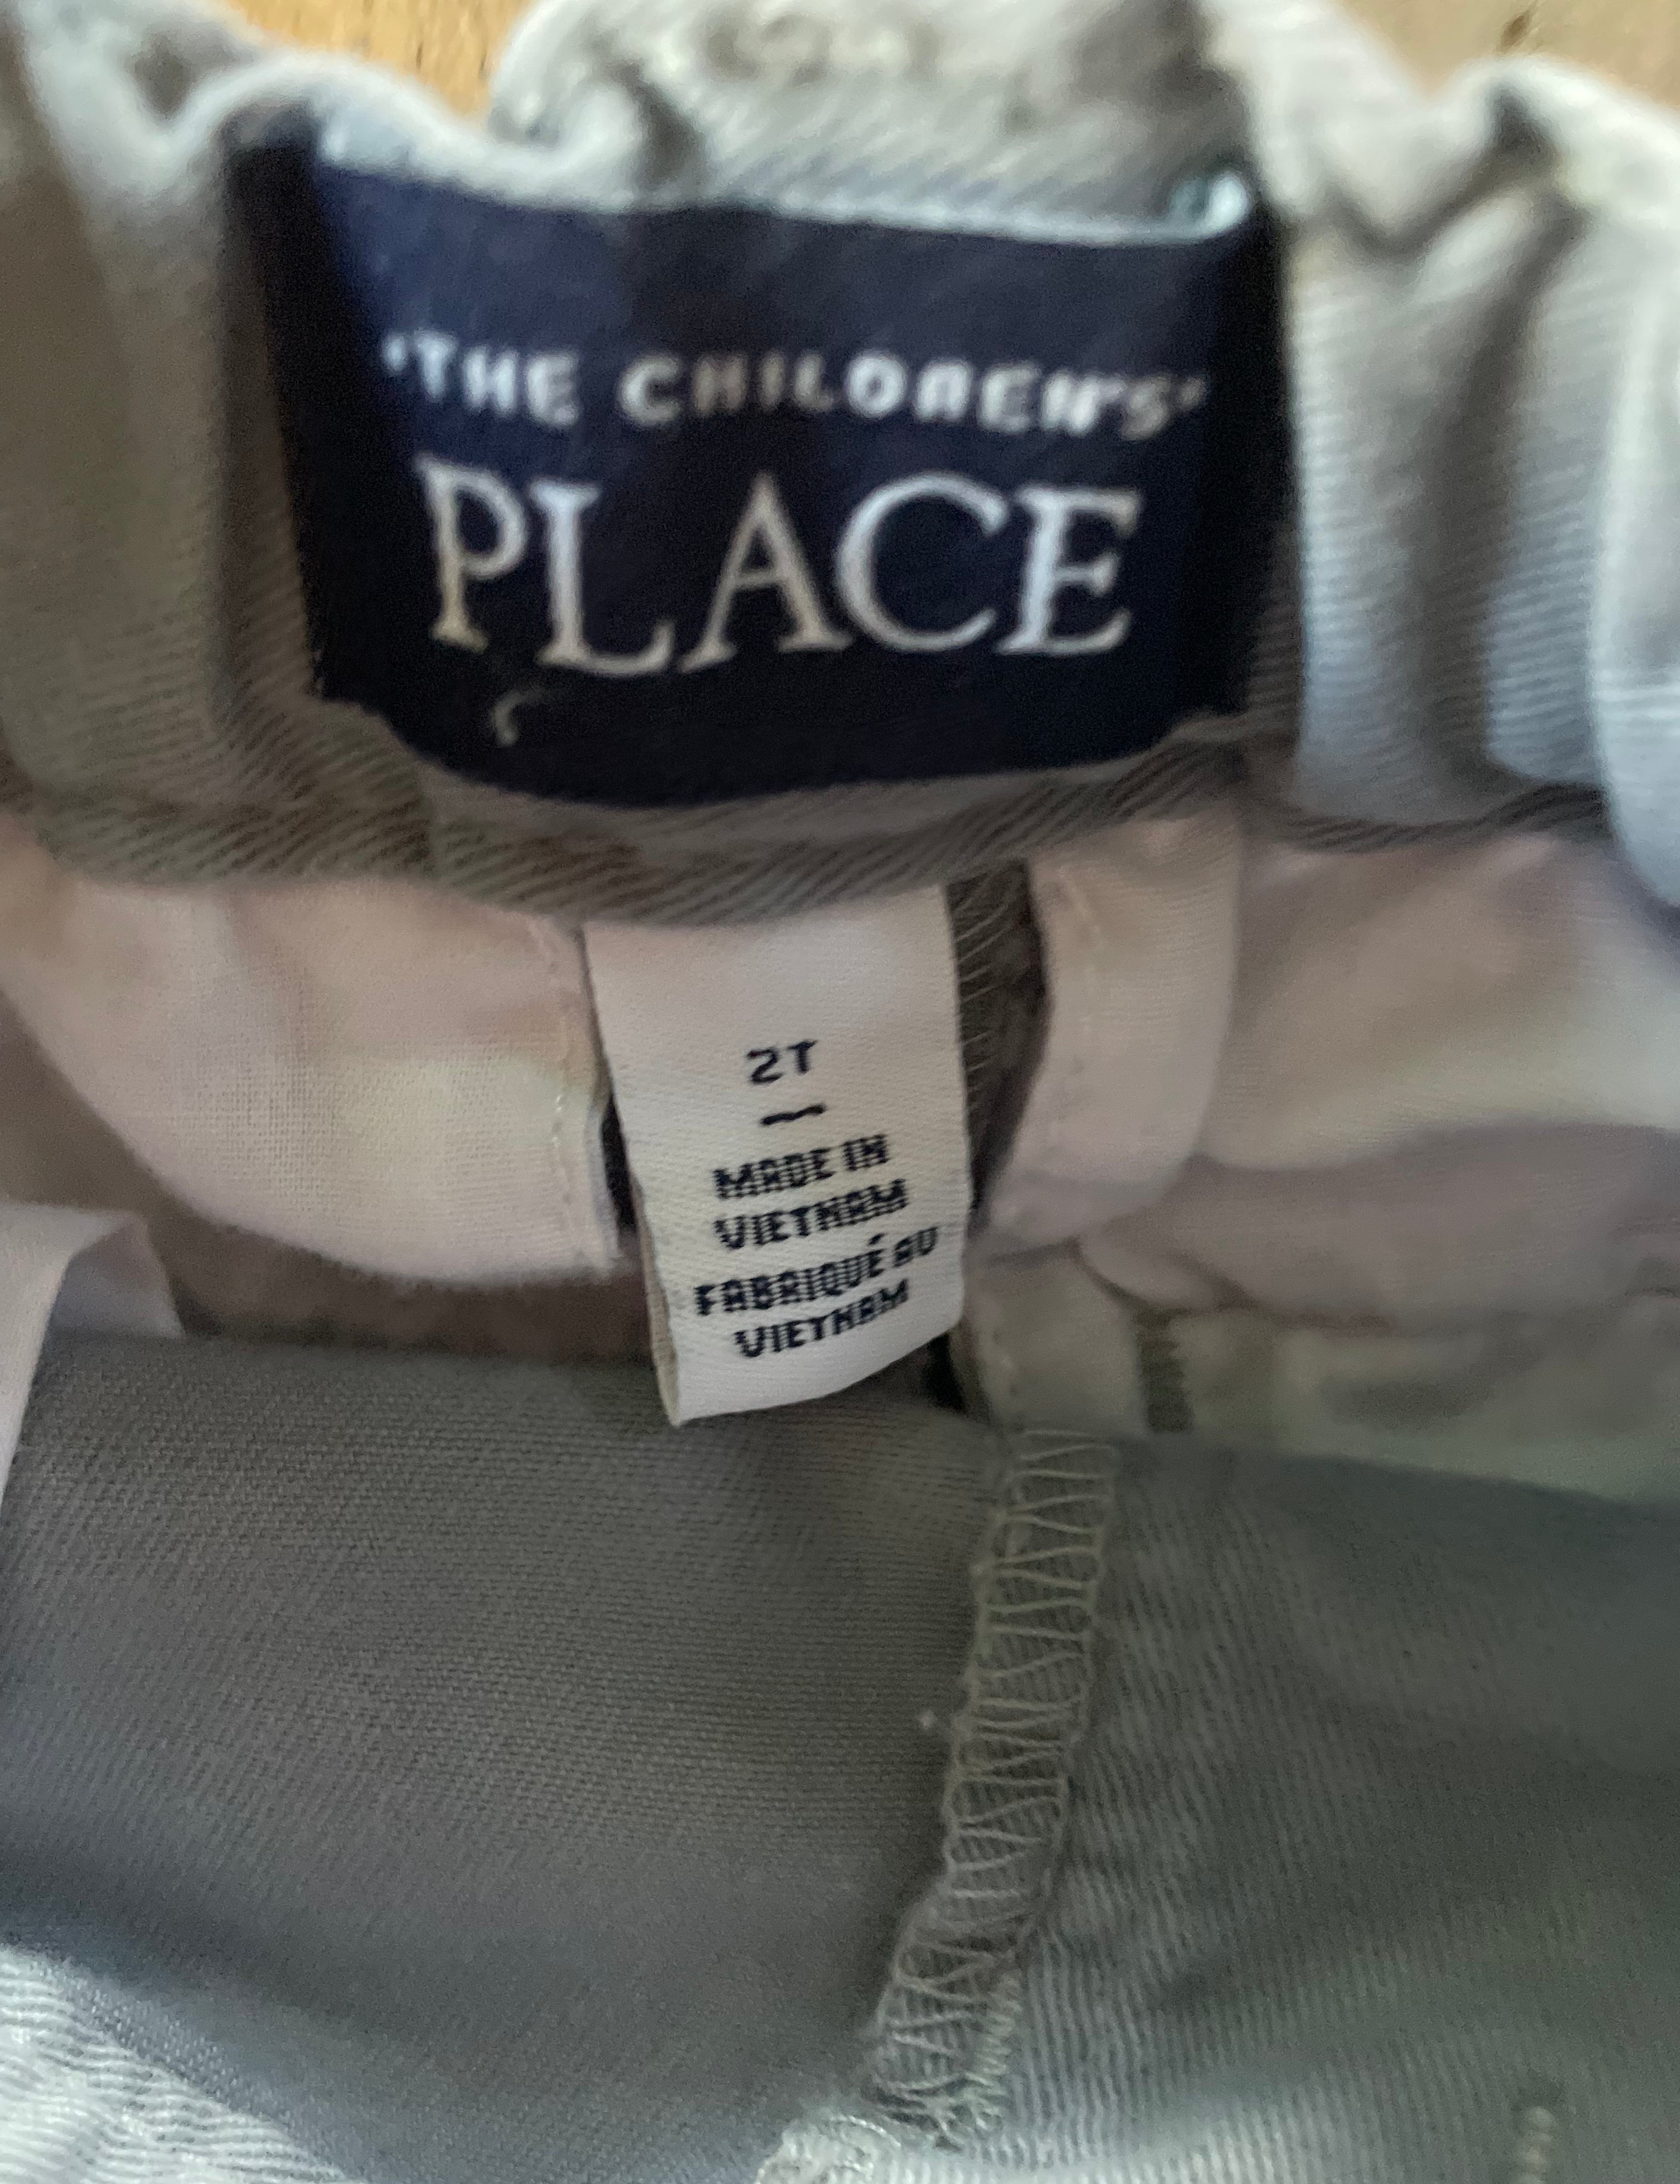 "THE CHILDREN'S"
PLACE
2T
—
MADE IN
VIETNAM
FABRIQUÉ AU
VIETNAM